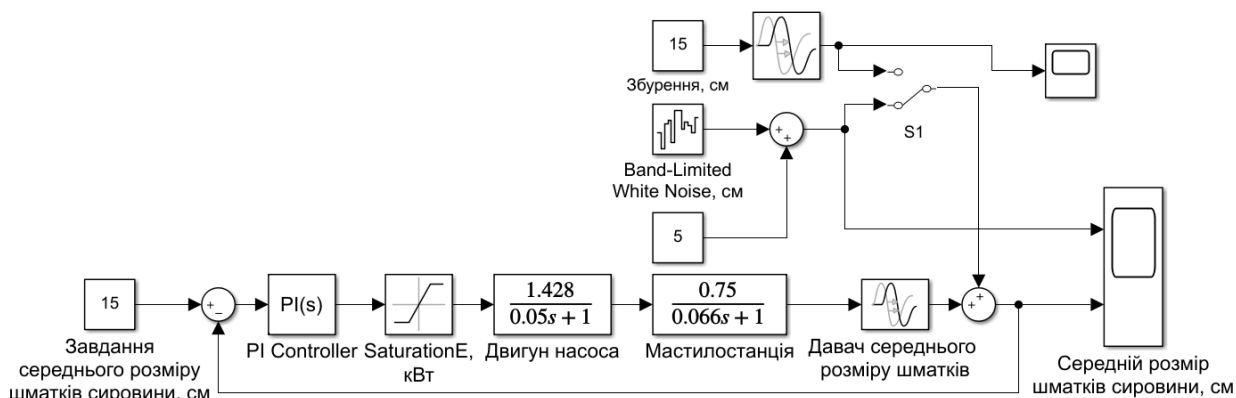 15
Збурення, см
S1
Band-Limited
White Noise, см
5
15
PI(s)
1.428
0.05s + 1
0.75
0.066s + 1
Завдання
середнього розміру
шматків сировини, см
PI Controller
SaturationE,
кВт
Двигун насоса
Мастилостанція
Давач середнього
розміру шматків
Середній розмір
шматків сировини, см